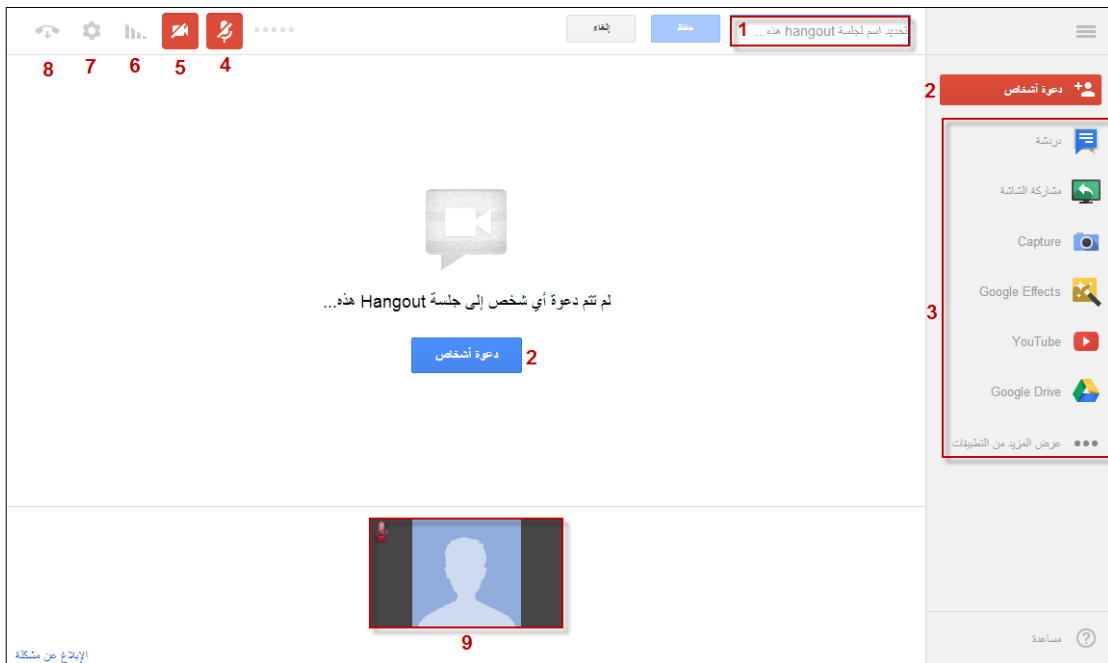 تحديد اسم لجلسة hangout هذه...
1
حفظ
إلغاء
4
5
6
7
8
دعوة أشخاص
2
دردشة
مشاركة الشاشة
Capture
Google Effects
YouTube
Google Drive
عرض المزيد من التطبيقات
3
لم تتم دعوة أي شخص إلى جلسة Hangout هذه...
دعوة أشخاص
2
9
مساعدة
الإبلاغ عن مشكلة